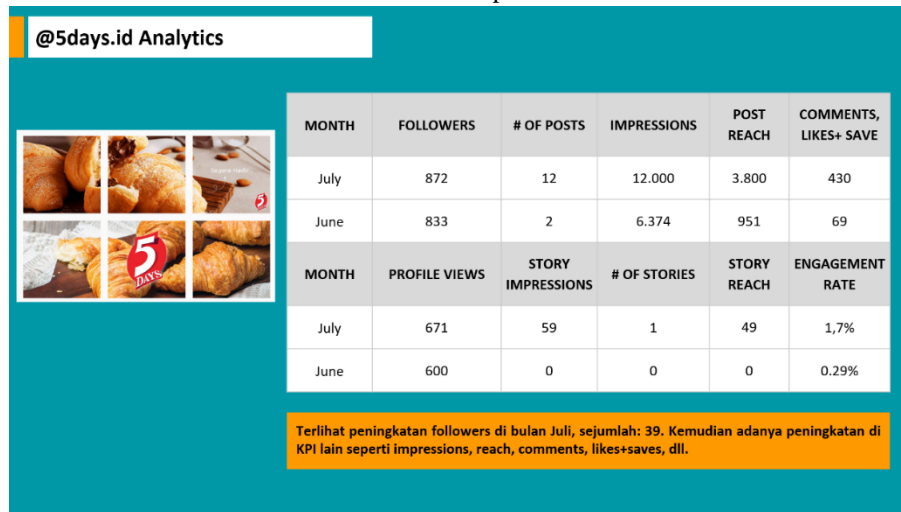 @5days.id Analytics
MONTH FOLLOWERS # OF POSTS IMPRESSIONS POST REACH COMMENTS, LIKES+ SAVE
July 872 12 12.000 3.800 430
June 833 2 6.374 951 69
MONTH PROFILE VIEWS STORY IMPRESSIONS # OF STORIES STORY REACH ENGAGEMENT RATE
July 671 59 1 49 1,7%
June 600 0 0 0 0.29%
5
5
DAYS
Terlihat peningkatan followers di bulan Juli, sejumlah: 39. Kemudian adanya peningkatan di
KPI lain seperti impressions, reach, comments, likes+saves, dll.